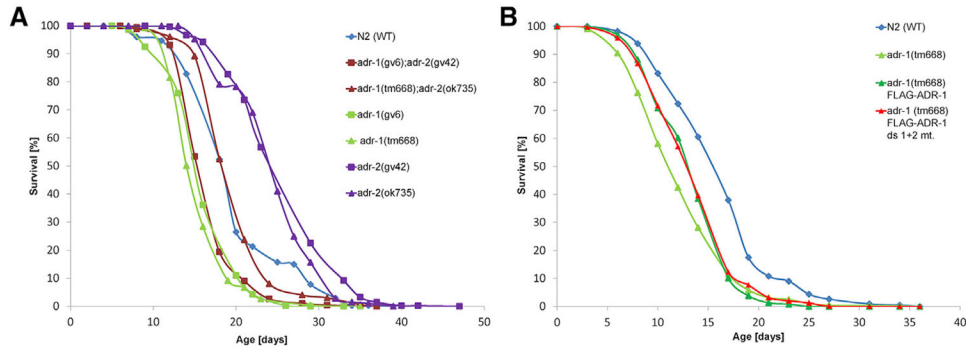 A
Survival [%]
100
90
80
70
60
50
40
30
20
10
0
0 10 20 30 40 50
Age [days]
N2 (WT)
adr-1(gv6);adr-2(gv42)
adr-1(tm668);adr-2(ok735)
adr-1(gv6)
adr-1(tm668)
adr-2(gv42)
adr-2(ok735)
B
Survival [%]
100
90
80
70
60
50
40
30
20
10
0
0 5 10 15 20 25 30 35 40
Age [days]
N2 (WT)
adr-1(tm668)
adr-1(tm668)
FLAG-ADR-1
adr-1 (tm668)
FLAG-ADR-1
ds 1+2 mt.